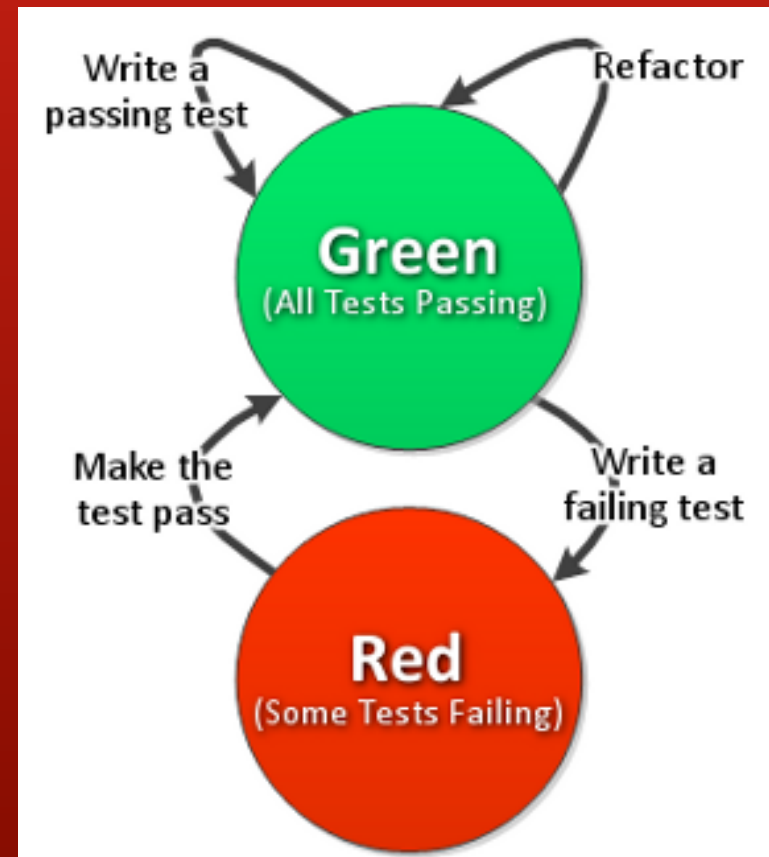 Write a
passing test
Refactor
Green
(All Tests Passing)
Make the
test pass
Write a
failing test
Red
(Some Tests Failing)